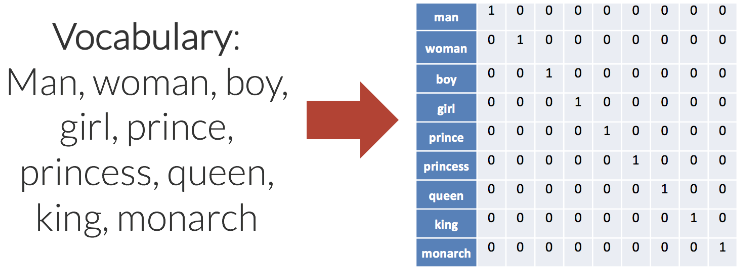 Vocabulary:
Man, woman, boy,
girl, prince,
princess, queen,
king, monarch
man 1 0 0 0 0 0 0 0 0
woman 0 1 0 0 0 0 0 0 0
boy 0 0 1 0 0 0 0 0 0
girl 0 0 0 1 0 0 0 0 0
prince 0 0 0 0 1 0 0 0 0
princess 0 0 0 0 0 1 0 0 0
queen 0 0 0 0 0 0 1 0 0
king 0 0 0 0 0 0 0 1 0
monarch 0 0 0 0 0 0 0 0 1